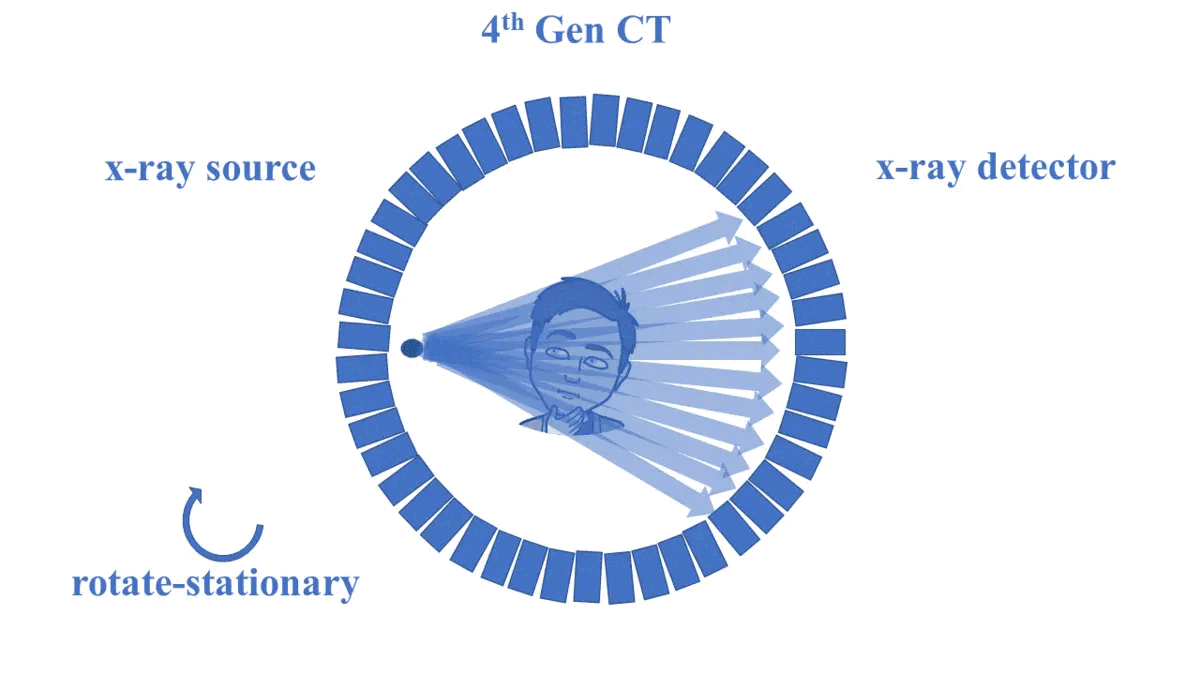 4th Gen CT
x-ray source
x-ray detector
rotate-stationary